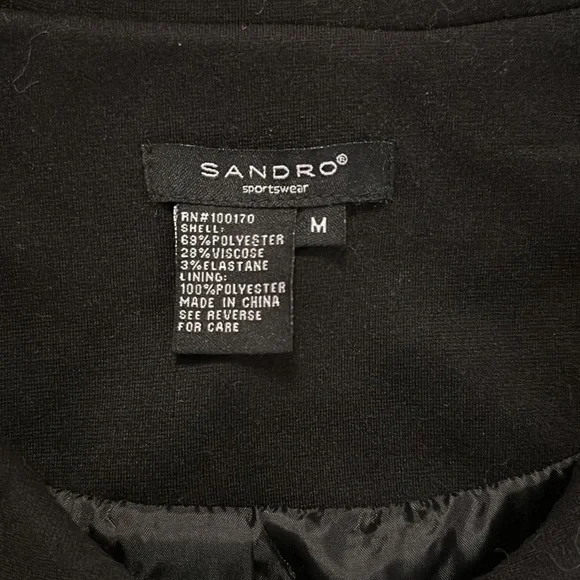 SANDRO®
sportswear
RN#100170
SHELL:
69%POLYESTER
28%VISCOSE
3%ELASTANE
LINING:
100%POLYESTER
MADE IN CHINA
SEE REVERSE
FOR CARE
M